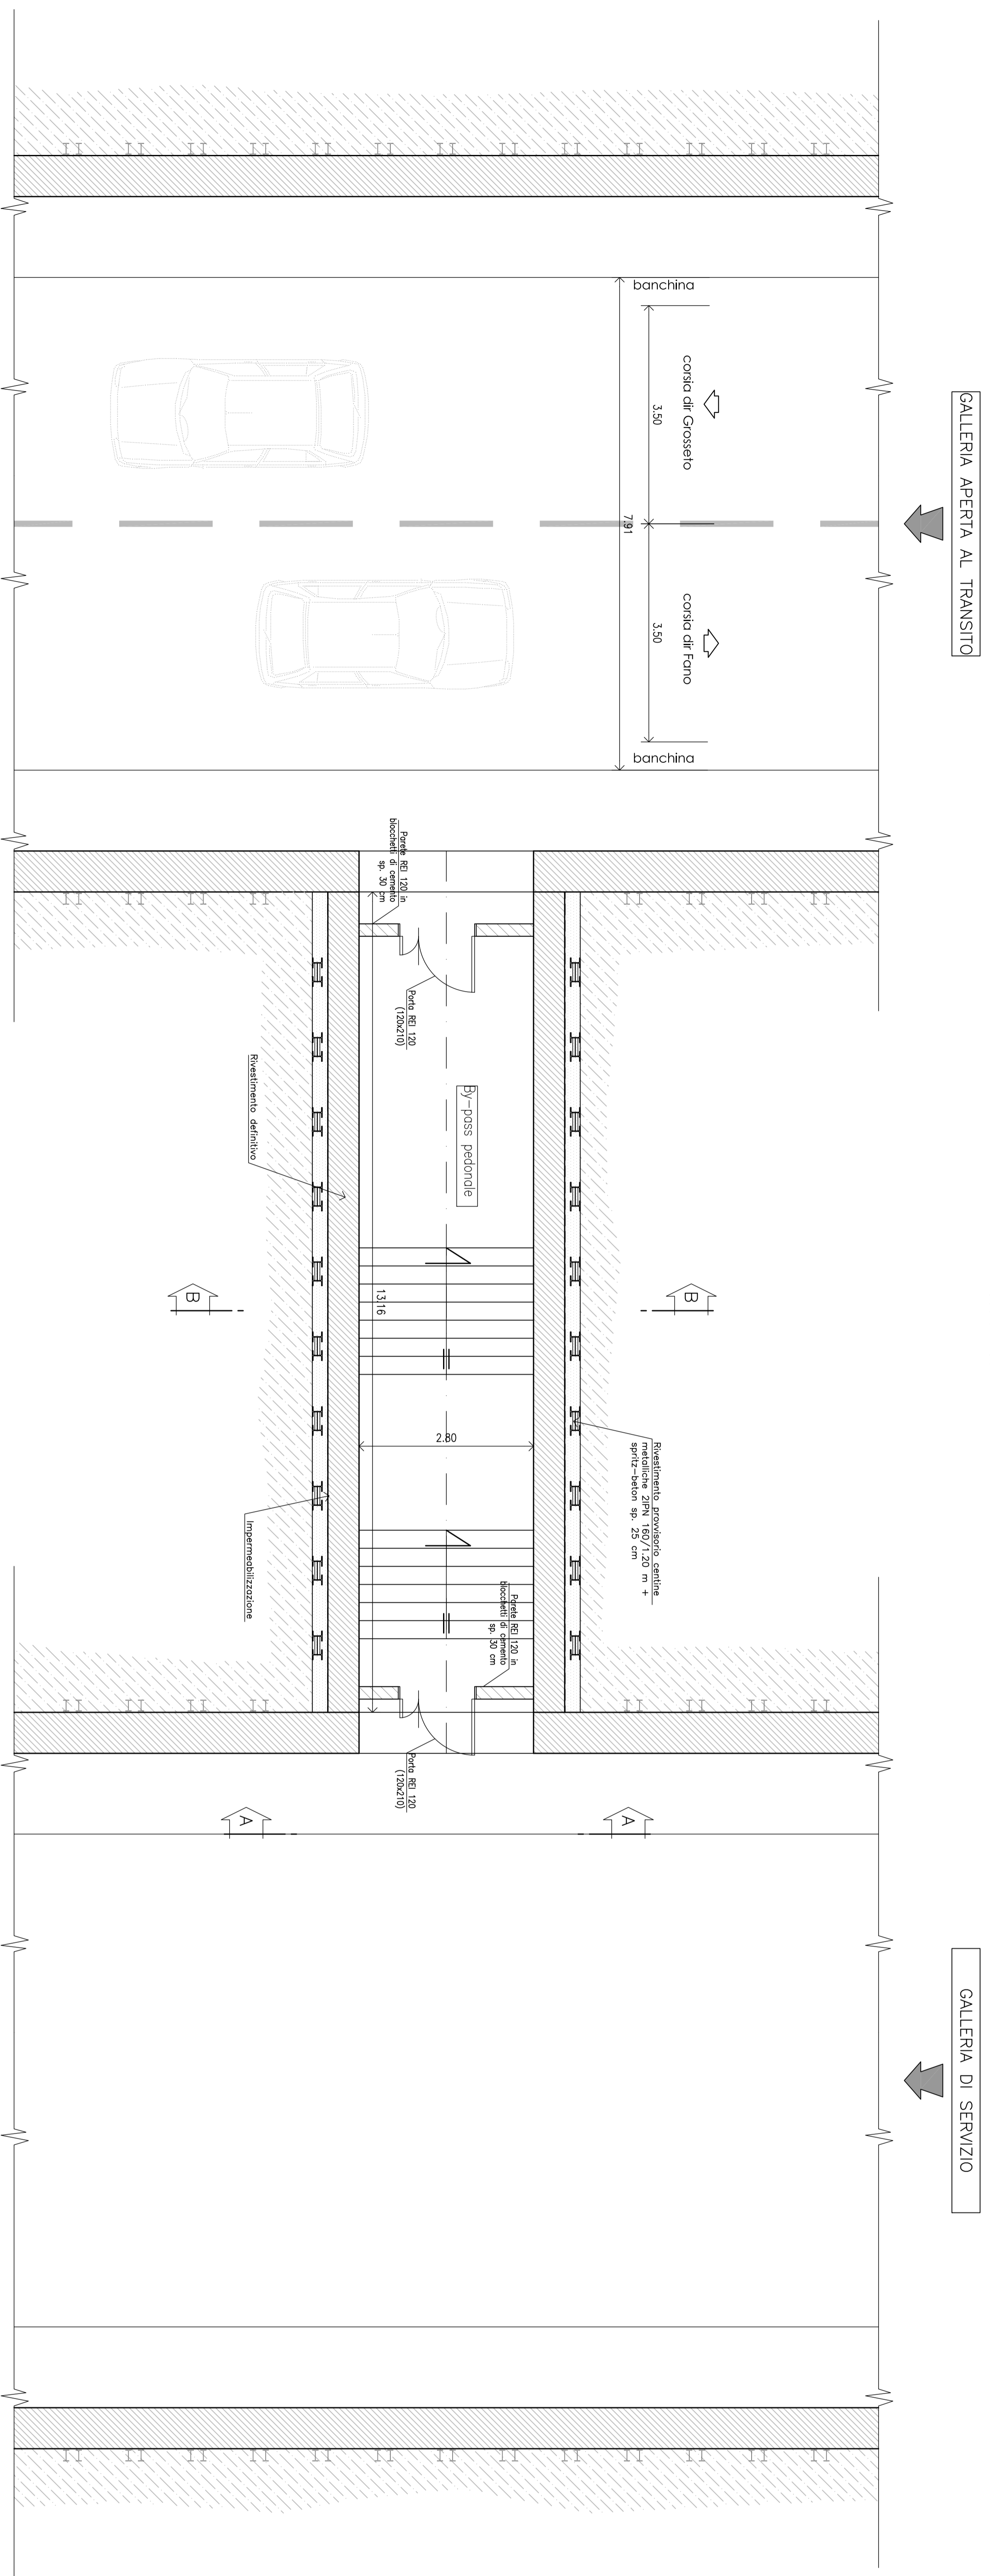 GALLERIA APERTA AL TRANSITO
GALLERIA DI SERVIZIO
banchina
corsia dir Grosseto
3.50
7.91
corsia dir Fano
3.50
banchina
Parete REI 120 in
blocchetti di cemento
sp. 30 cm
Porta REI 120
(120x210)
By-pass pedonale
Rivestimento definitivo
13.16
B
B
2.80
Rivestimento provvisorio centine
metalliche 2IPN 160/1.20 m +
spritz-beton sp. 25 cm
Impermeabilizzazione
Parete REI 120 in
blocchetti di cemento
sp. 30 cm
Porta REI 120
(120x210)
A
A